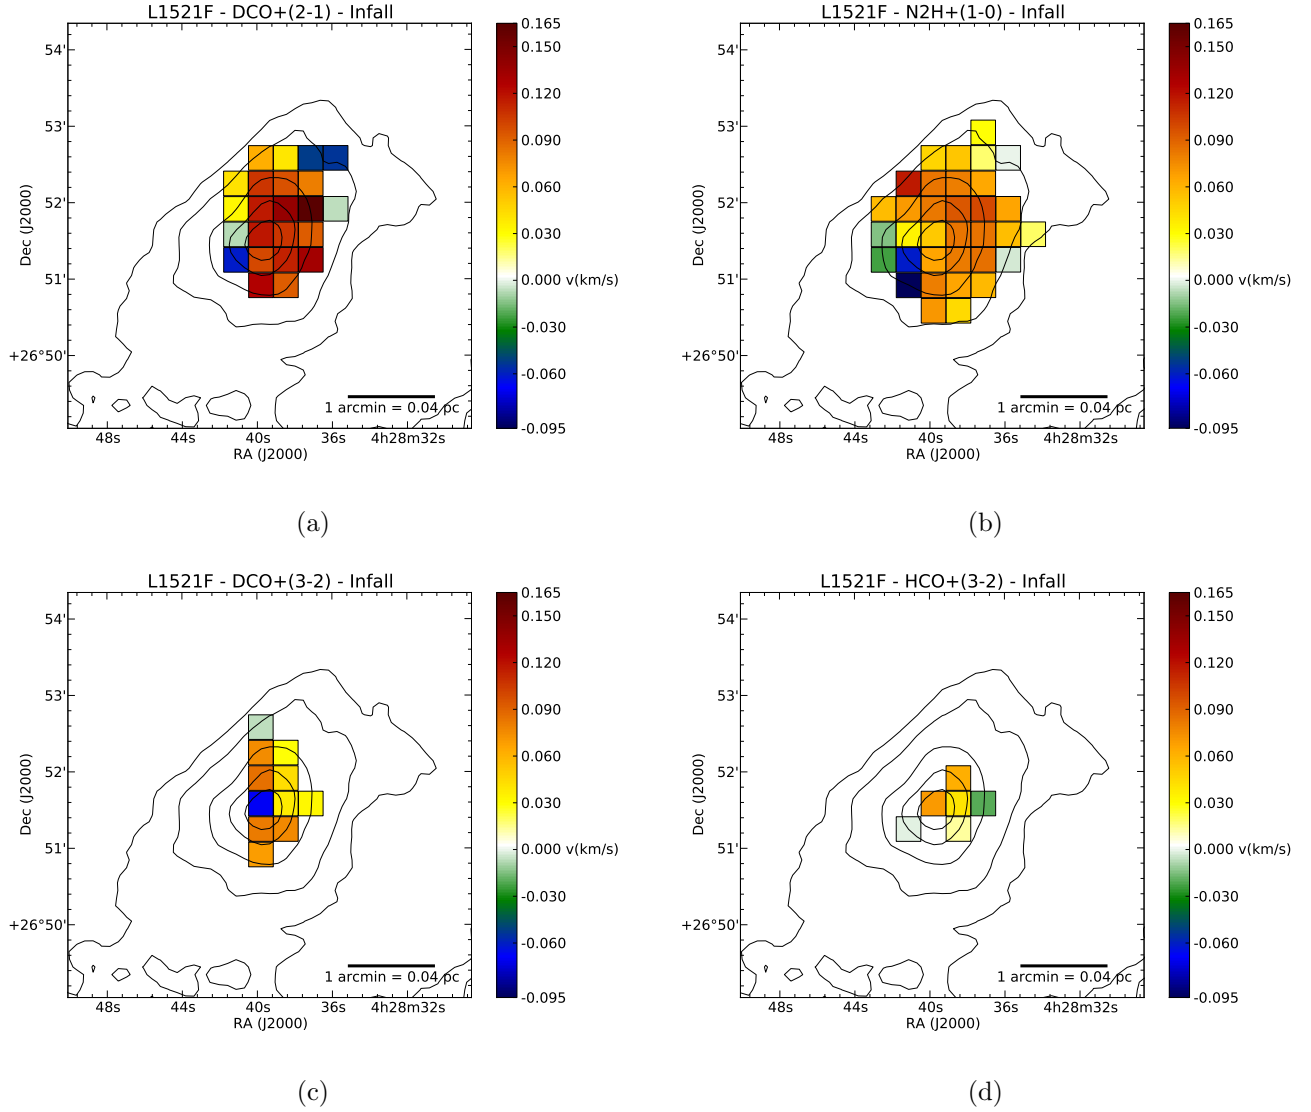 L1521F - DCO+(2-1) - Infall
54'
53'
52'
51'
+26°50'
Dec (J2000)
48s 44s 40s 36s 4h28m32s
RA (J2000)
1 arcmin = 0.04 pc
0.165
0.150
0.120
0.090
0.060
0.030
0.000 v(km/s)
-0.030
-0.060
-0.095
(a)
L1521F - N2H+(1-0) - Infall
54'
53'
52'
51'
+26°50'
Dec (J2000)
48s 44s 40s 36s 4h28m32s
RA (J2000)
1 arcmin = 0.04 pc
0.165
0.150
0.120
0.090
0.060
0.030
0.000 v(km/s)
-0.030
-0.060
-0.095
(b)
L1521F - DCO+(3-2) - Infall
54'
53'
52'
51'
+26°50'
Dec (J2000)
48s 44s 40s 36s 4h28m32s
RA (J2000)
1 arcmin = 0.04 pc
0.165
0.150
0.120
0.090
0.060
0.030
0.000 v(km/s)
-0.030
-0.060
-0.095
(c)
L1521F - HCO+(3-2) - Infall
54'
53'
52'
51'
+26°50'
Dec (J2000)
48s 44s 40s 36s 4h28m32s
RA (J2000)
1 arcmin = 0.04 pc
0.165
0.150
0.120
0.090
0.060
0.030
0.000 v(km/s)
-0.030
-0.060
-0.095
(d)